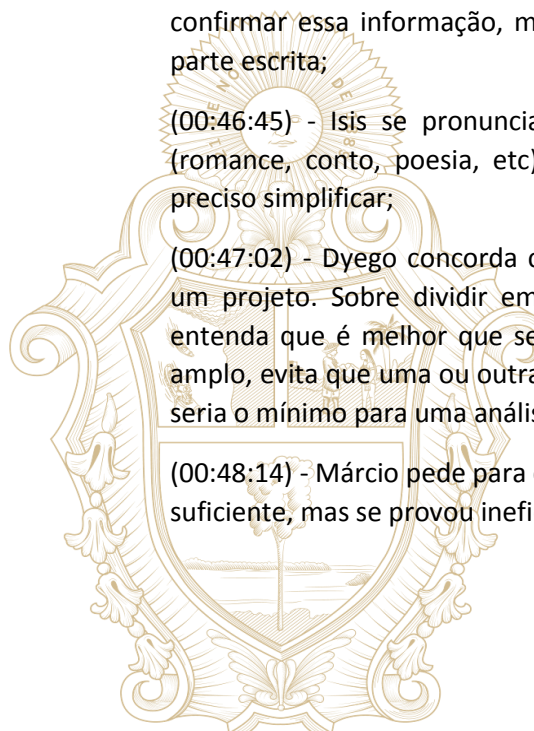 confirmar essa informação, m
parte escrita;
(00:46:45) - Isis se pronuncia
(romance, conto, poesia, etc)
preciso simplificar;
(00:47:02) - Dyego concorda
um projeto. Sobre dividir em
entenda que é melhor que se
amplo, evita que uma ou outra
seria o mínimo para uma anális
(00:48:14) - Márcio pede para
suficiente, mas se provou inefi